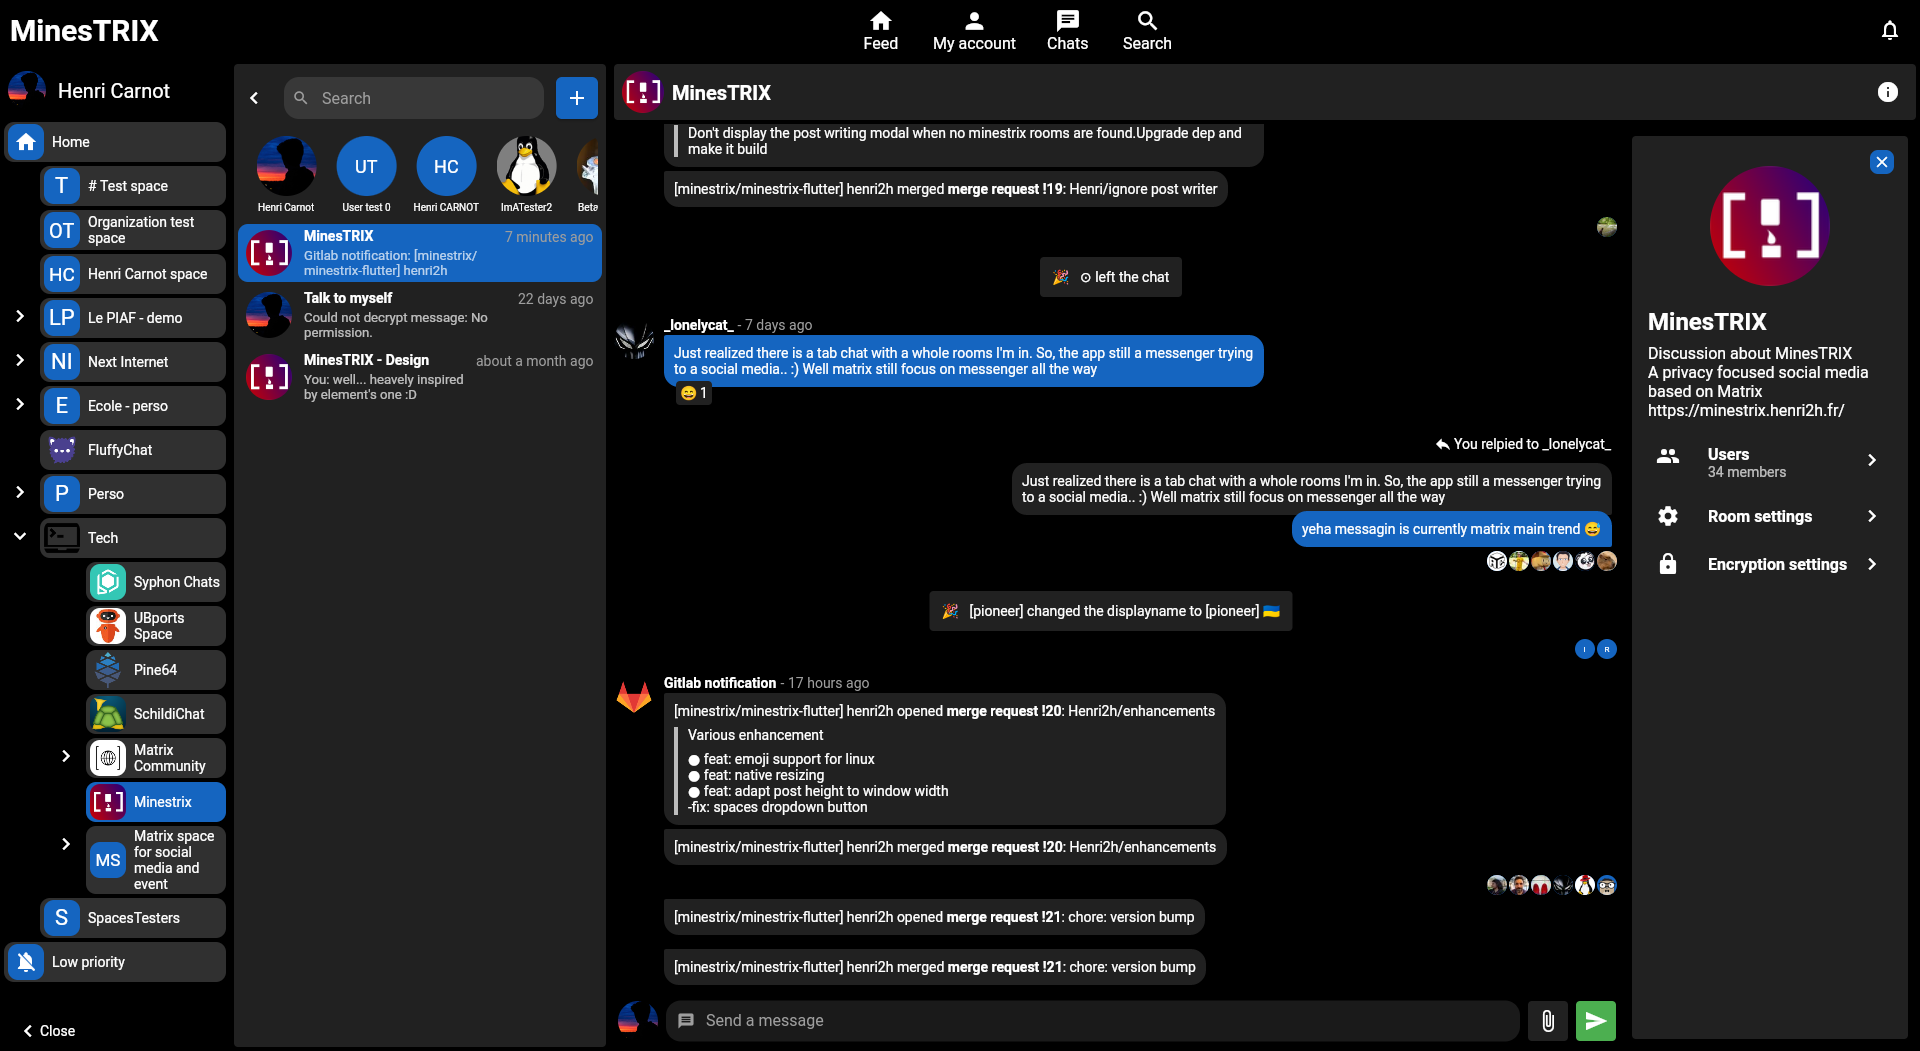 MinesTRIX
Feed
My account
Chats
Search
Henri Carnot
Home
T
# Test space
OT
Organization test
space
HC
Henri Carnot space
LP
Le PIAF - demo
NI
Next Internet
E
Ecole - perso
FluffyChat
P
Perso
Tech
Syphon Chats
UBports
Space
Pine64
SchildiChat
Matrix
Community
Minestrix
MS
Matrix space
for social
media and
event
S
SpacesTesters
Low priority
Close
Search
Henri Carnot
UT
User test 0
HC
Henri CARNOT
ImATester2
Beta
MinesTRIX
7 minutes ago
Gitlab notification: [minestrix/
minestrix-flutter] henri2h
Talk to myself
22 days ago
Could not decrypt message: No
permission.
MinesTRIX - Design
about a month ago
You: well... heavely inspired
by element's one :D
MinesTRIX
Don't display the post writing modal when no minestrix rooms are found.Upgrade dep and
make it build
[minestrix/minestrix-flutter] henri2h merged merge request !19: Henri/ignore post writer
🎉 ⊙ left the chat
_lonelycat_ - 7 days ago
Just realized there is a tab chat with a whole rooms I'm in. So, the app still a messenger trying
to a social media.. :) Well matrix still focus on messenger all the way
😄 1
You relpied to _lonelycat_
Just realized there is a tab chat with a whole rooms I'm in. So, the app still a messenger trying
to a social media.. :) Well matrix still focus on messenger all the way
yeha messagin is currently matrix main trend 😅
🎉 [pioneer] changed the displayname to [pioneer] 🇺🇦
I
R
Gitlab notification - 17 hours ago
[minestrix/minestrix-flutter] henri2h opened merge request !20: Henri2h/enhancements
Various enhancement
● feat: emoji support for linux
● feat: native resizing
● feat: adapt post height to window width
-fix: spaces dropdown button
[minestrix/minestrix-flutter] henri2h merged merge request !20: Henri2h/enhancements
[minestrix/minestrix-flutter] henri2h opened merge request !21: chore: version bump
[minestrix/minestrix-flutter] henri2h merged merge request !21: chore: version bump
Send a message
MinesTRIX
Discussion about MinesTRIX
A privacy focused social media
based on Matrix
https://minestrix.henri2h.fr/
Users
34 members
Room settings
Encryption settings